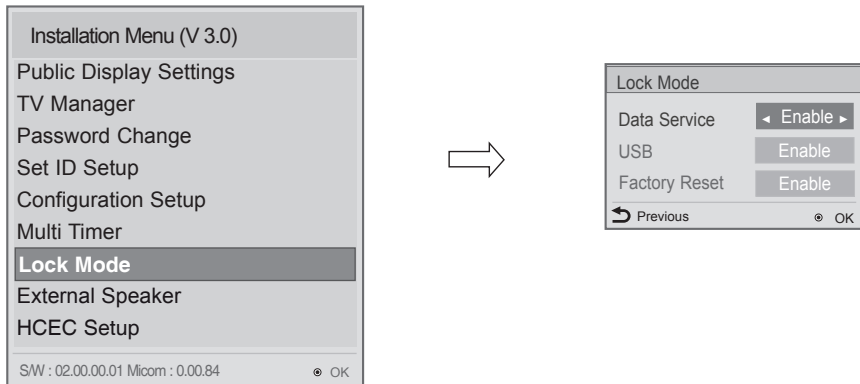 Installation Menu (V 3.0)
Public Display Settings
TV Manager
Password Change
Set ID Setup
Configuration Setup
Multi Timer
Lock Mode
External Speaker
HCEC Setup
S/W : 02.00.00.01 Micom : 0.00.84 ◉ OK
Lock Mode
Data Service ◄ Enable ►
USB Enable
Factory Reset Enable
Previous ◉ OK